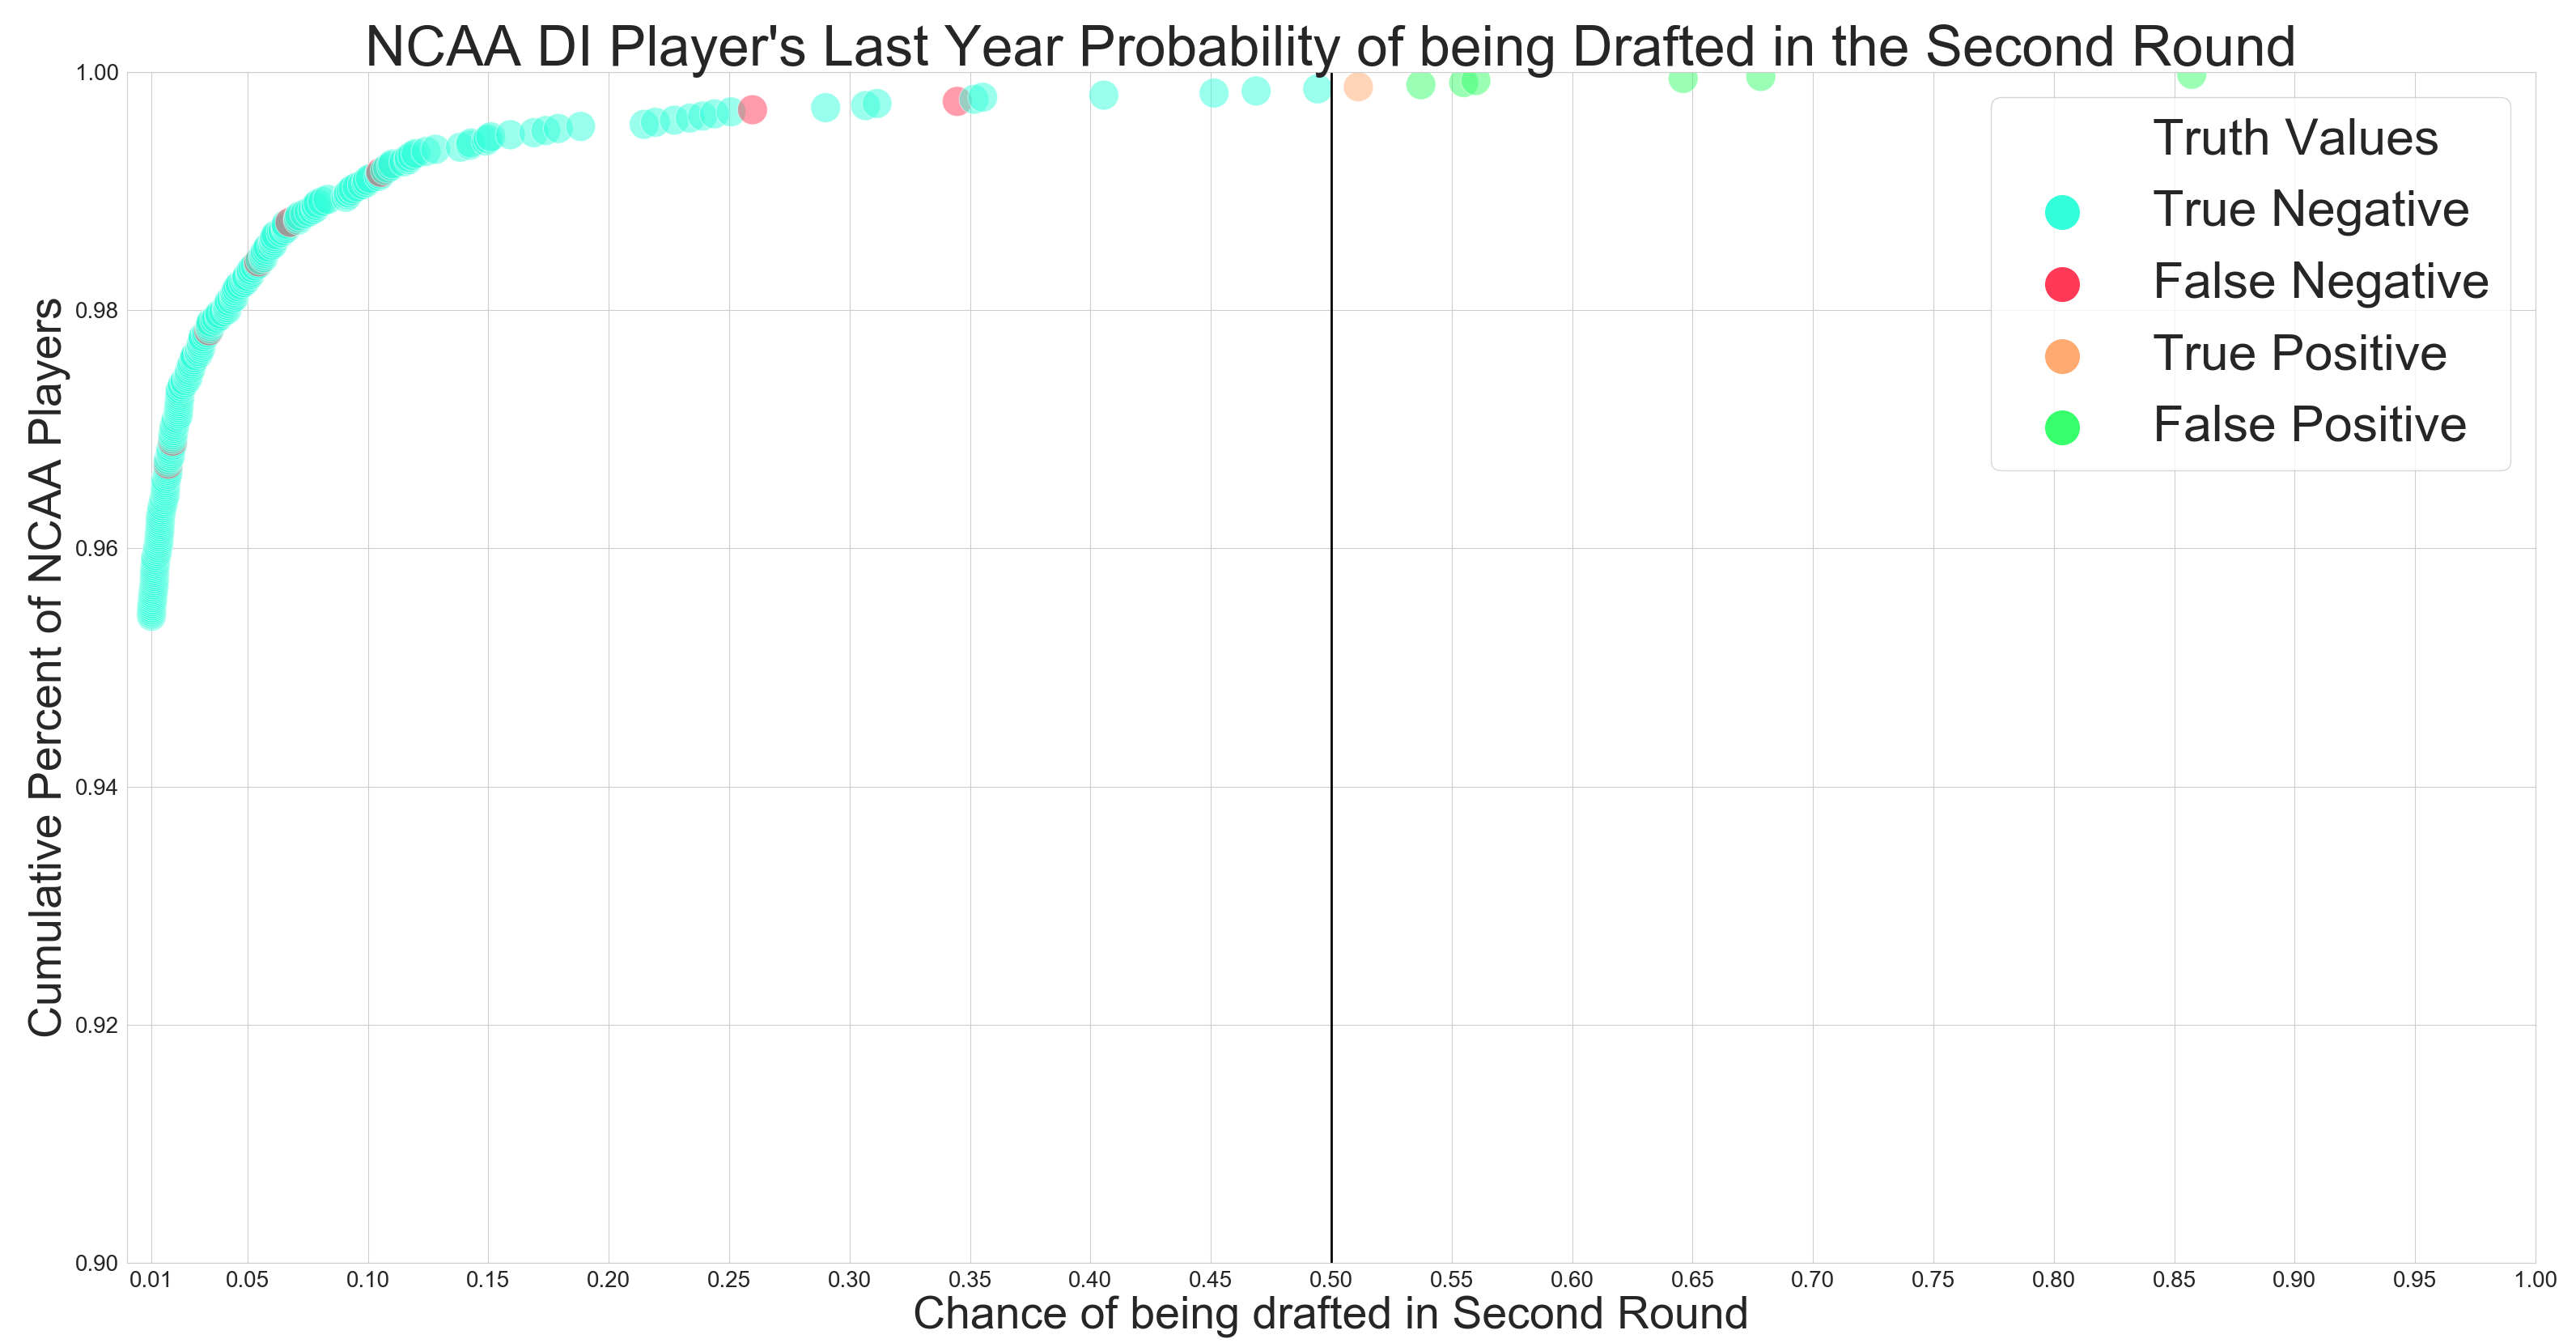 NCAA DI Player's Last Year Probability of being Drafted in the Second Round
Cumulative Percent of NCAA Players
1.00
0.98
0.96
0.94
0.92
0.90
Truth Values
True Negative
False Negative
True Positive
False Positive
0.01 0.05 0.10 0.15 0.20 0.25 0.30 0.35 0.40 0.45 0.50 0.55 0.60 0.65 0.70 0.75 0.80 0.85 0.90 0.95 1.00
Chance of being drafted in Second Round